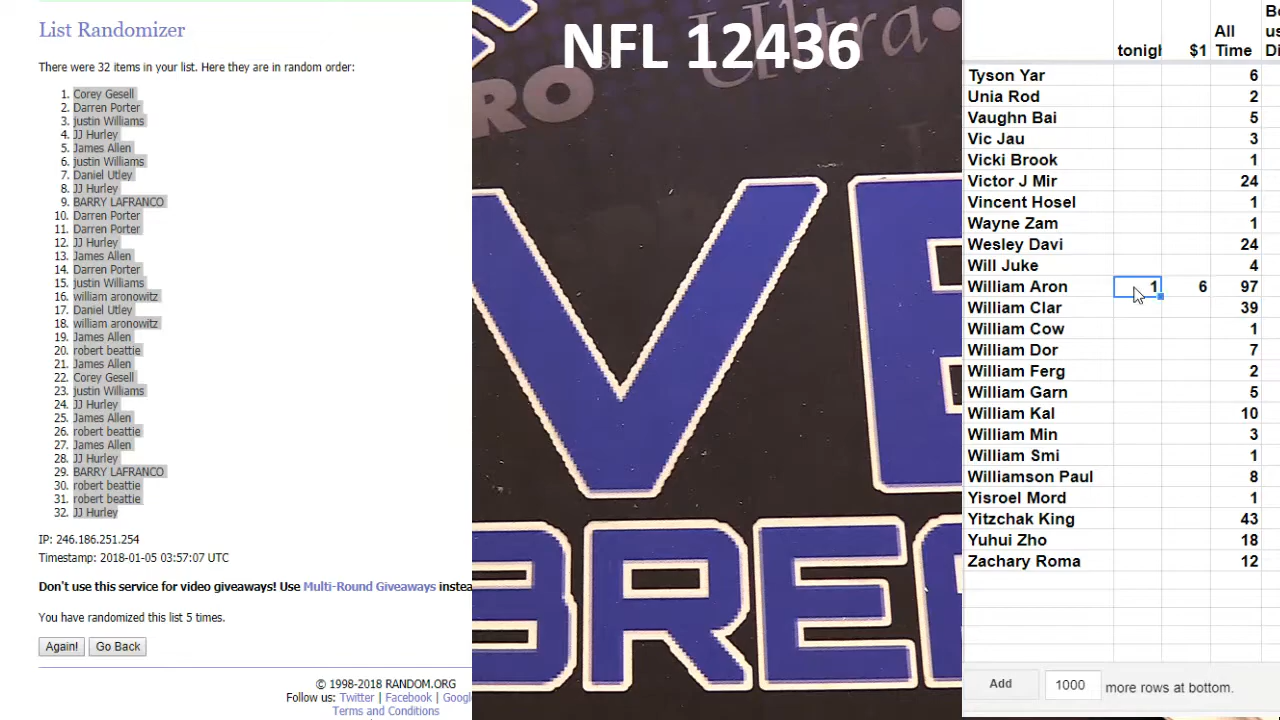 List Randomizer
There were 32 items in your list. Here they are in random order:
1. Corey Gesell
2. Darren Porter
3. justin Williams
4. JJ Hurley
5. James Allen
6. justin Williams
7. Daniel Utley
8. JJ Hurley
9. BARRY LAFRANCO
10. Darren Porter
11. Darren Porter
12. JJ Hurley
13. James Allen
14. Darren Porter
15. justin Williams
16. william aronowitz
17. Daniel Utley
18. william aronowitz
19. James Allen
20. robert beattie
21. James Allen
22. Corey Gesell
23. justin Williams
24. JJ Hurley
25. James Allen
26. robert beattie
27. James Allen
28. JJ Hurley
29. BARRY LAFRANCO
30. robert beattie
31. robert beattie
32. JJ Hurley
IP: 246.186.251.254
Timestamp: 2018-01-05 03:57:07 UTC
Don't use this service for video giveaways! Use Multi-Round Giveaways instea
You have randomized this list 5 times.
Again! Go Back
© 1998-2018 RANDOM.ORG
Follow us: Twitter | Facebook | Googl
Terms and Conditions
NFL 12436
Ultra
RO
VE
BREC
tonigh $1 All Time
Tyson Yar 6
Unia Rod 2
Vaughn Bai 5
Vic Jau 3
Vicki Brook 1
Victor J Mir 24
Vincent Hosel 1
Wayne Zam 1
Wesley Davi 24
Will Juke 4
William Aron 1 6 97
William Clar 39
William Cow 1
William Dor 7
William Ferg 2
William Garn 5
William Kal 10
William Min 3
William Smi 1
Williamson Paul 8
Yisroel Mord 1
Yitzchak King 43
Yuhui Zho 18
Zachary Roma 12
Add 1000 more rows at bottom.